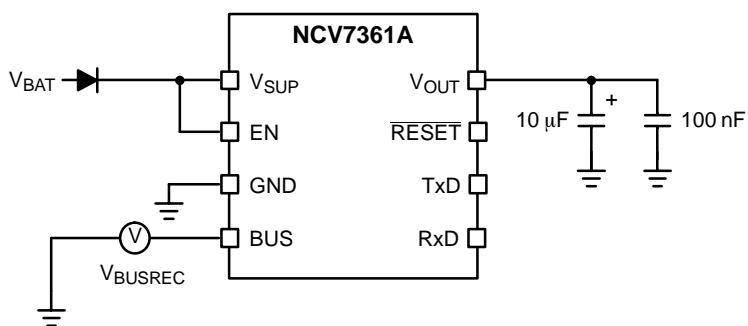 NCV7361A
V_BAT
V_SUP
V_OUT
EN
RESET
10 μF
+
100 nF
GND
TxD
V
BUS
RxD
V_BUSREC